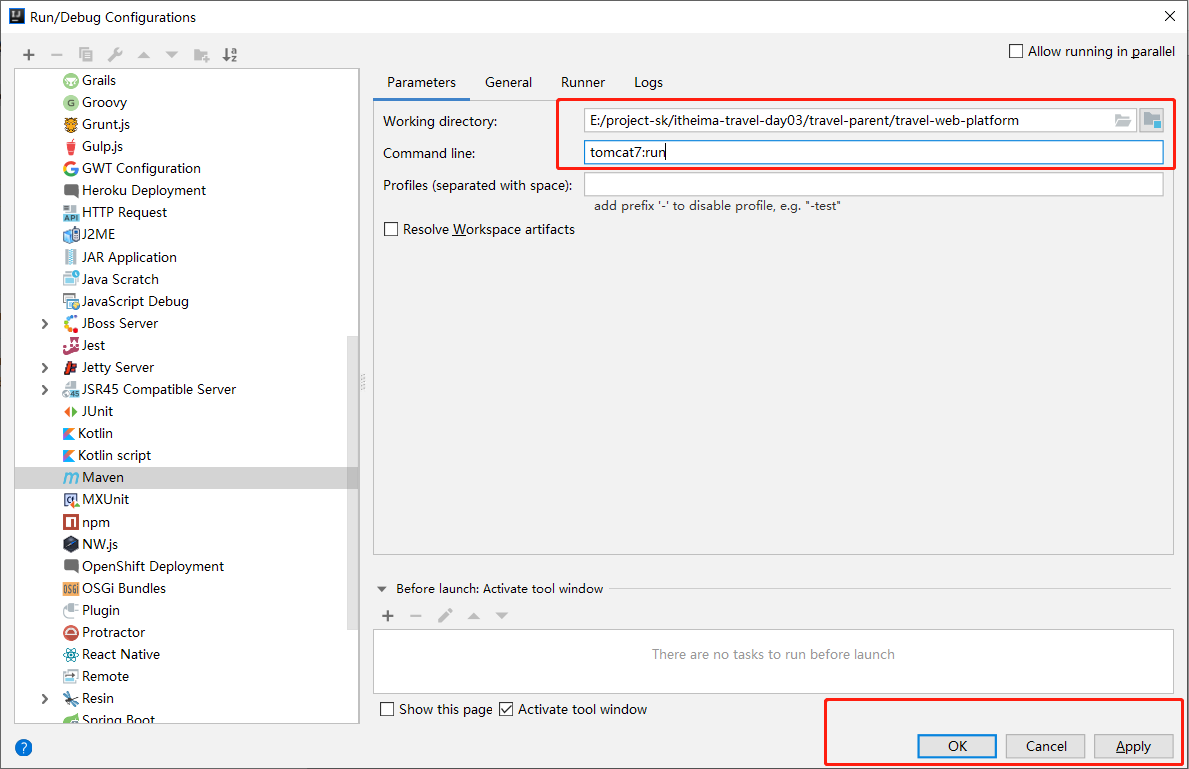 Run/Debug Configurations
Allow running in parallel
Grails
Groovy
Grunt.js
Gulp.js
GWT Configuration
Heroku Deployment
HTTP Request
J2ME
JAR Application
Java Scratch
JavaScript Debug
JBoss Server
Jest
Jetty Server
JSR45 Compatible Server
JUnit
Kotlin
Kotlin script
Maven
MXUnit
npm
NW.js
OpenShift Deployment
OSGi Bundles
Plugin
Protractor
React Native
Remote
Resin
Spring Boot
Parameters General Runner Logs
Working directory: E:/project-sk/itheima-travel-day03/travel-parent/travel-web-platform
Command line: tomcat7:run
Profiles (separated with space):
add prefix '-' to disable profile, e.g. "-test"
Resolve Workspace artifacts
Before launch: Activate tool window
There are no tasks to run before launch
Show this page Activate tool window
? OK Cancel Apply